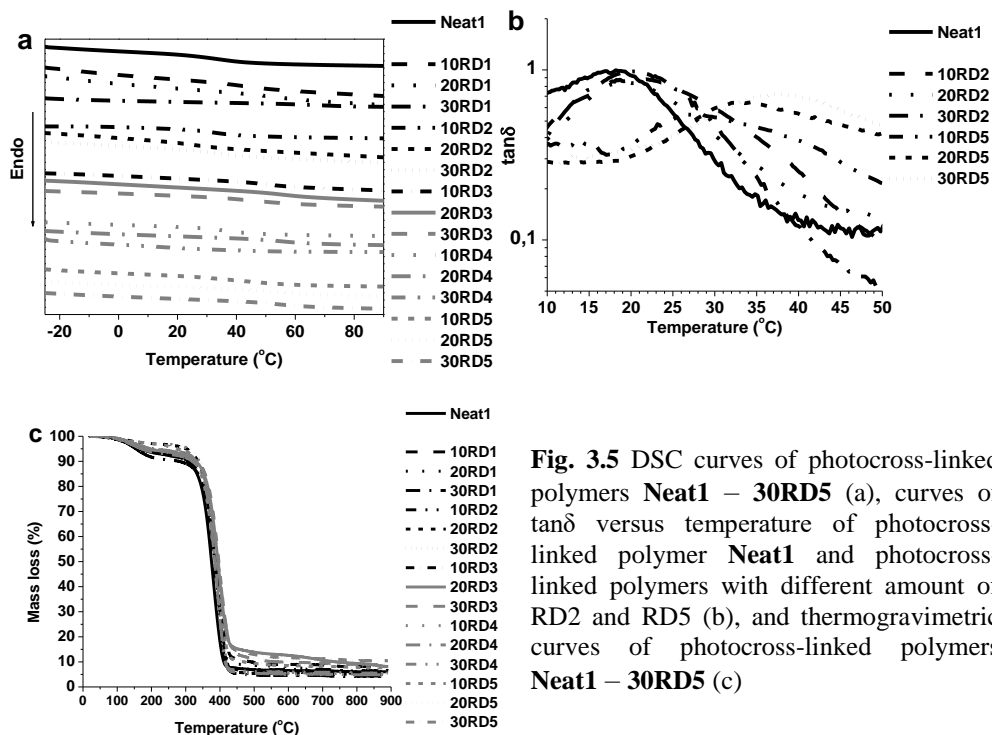 a
Endo
-20 0 20 40 60 80
Temperature (°C)
Neat1
10RD1
20RD1
30RD1
10RD2
20RD2
30RD2
10RD3
20RD3
30RD3
10RD4
20RD4
30RD4
10RD5
20RD5
30RD5
b
tanδ
1
0,1
10 15 20 25 30 35 40 45 50
Temperature (°C)
Neat1
10RD2
20RD2
30RD2
10RD5
20RD5
30RD5
c
Mass loss (%)
100
90
80
70
60
50
40
30
20
10
0
0 100 200 300 400 500 600 700 800 900
Temperature (°C)
Neat1
10RD1
20RD1
30RD1
10RD2
20RD2
30RD2
10RD3
20RD3
30RD3
10RD4
20RD4
30RD4
10RD5
20RD5
30RD5
Fig. 3.5 DSC curves of photocross-linked
polymers Neat1 – 30RD5 (a), curves of
tanδ versus temperature of photocross-
linked polymer Neat1 and photocross-
linked polymers with different amount of
RD2 and RD5 (b), and thermogravimetric
curves of photocross-linked polymers
Neat1 – 30RD5 (c)